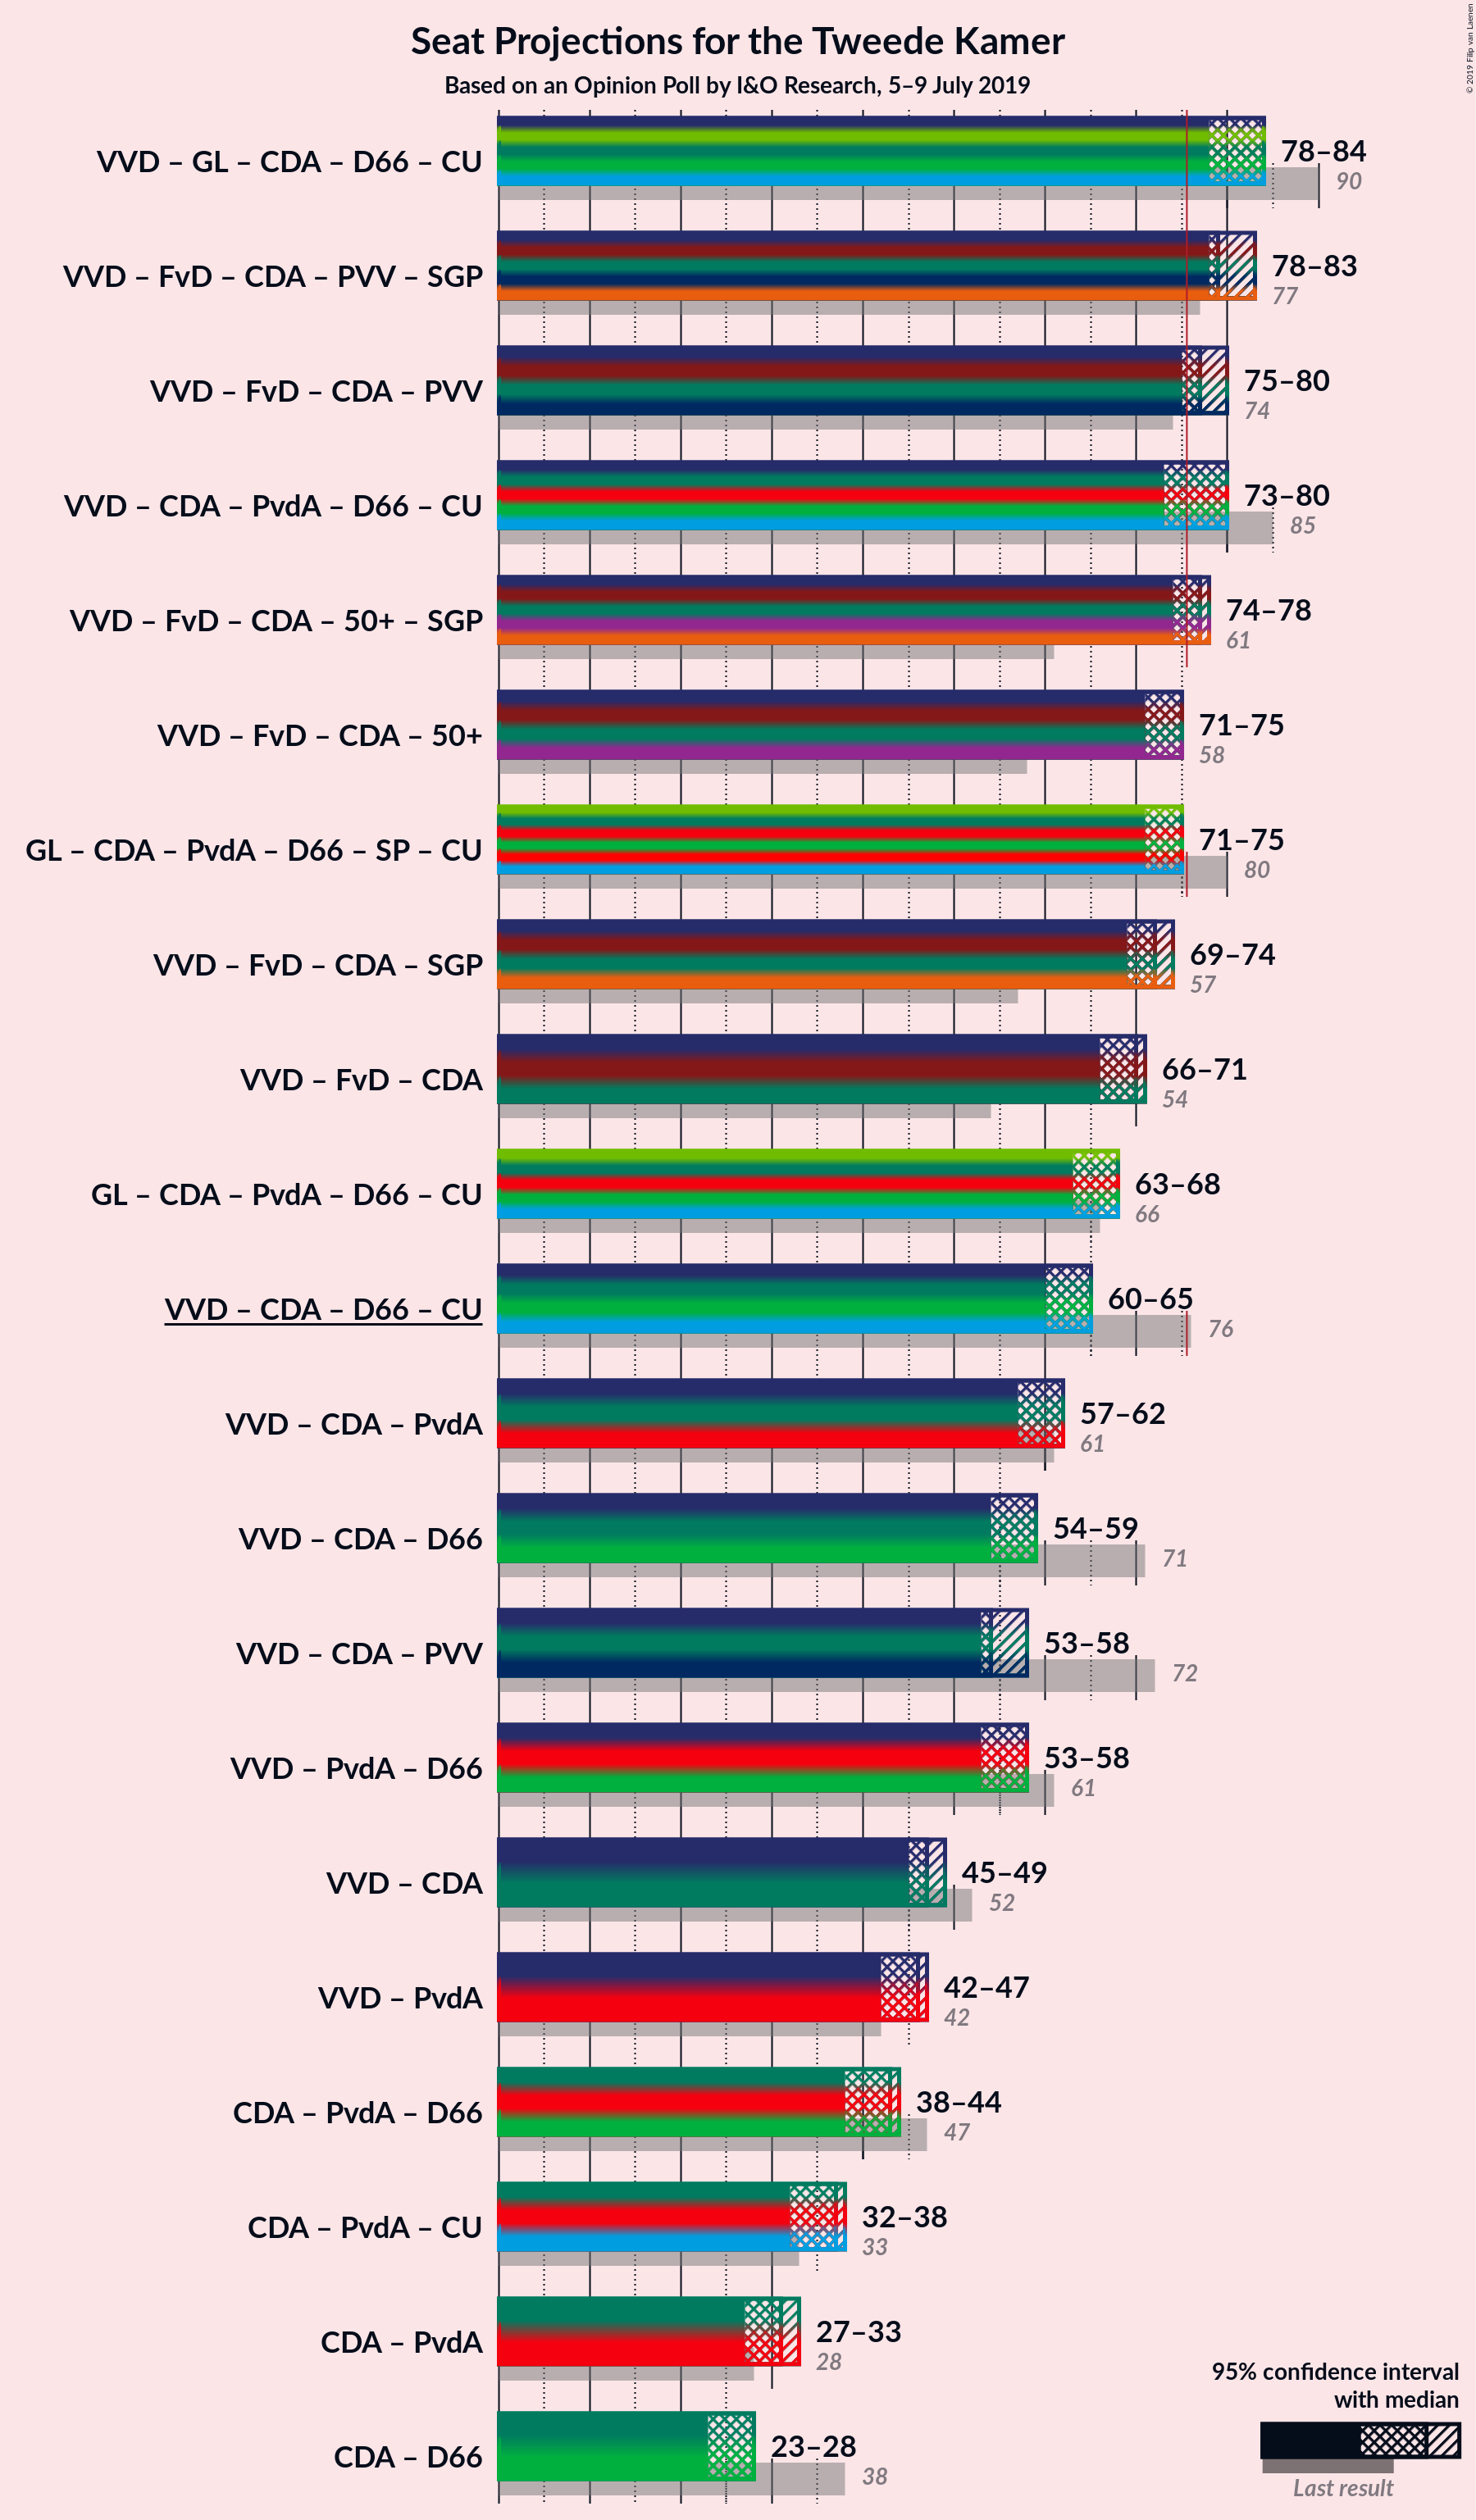 © 2019 Filip van Laenen
Seat Projections for the Tweede Kamer
Based on an Opinion Poll by I&O Research, 5–9 July 2019
VVD – GL – CDA – D66 – CU
78–84
90
VVD – FvD – CDA – PVV – SGP
78–83
77
VVD – FvD – CDA – PVV
75–80
74
VVD – CDA – PvdA – D66 – CU
73–80
85
VVD – FvD – CDA – 50+ – SGP
74–78
61
VVD – FvD – CDA – 50+
71–75
58
GL – CDA – PvdA – D66 – SP – CU
71–75
80
VVD – FvD – CDA – SGP
69–74
57
VVD – FvD – CDA
66–71
54
GL – CDA – PvdA – D66 – CU
63–68
66
VVD – CDA – D66 – CU
60–65
76
VVD – CDA – PvdA
57–62
61
VVD – CDA – D66
54–59
71
VVD – CDA – PVV
53–58
72
VVD – PvdA – D66
53–58
61
VVD – CDA
45–49
52
VVD – PvdA
42–47
42
CDA – PvdA – D66
38–44
47
CDA – PvdA – CU
32–38
33
CDA – PvdA
27–33
28
CDA – D66
23–28
38
95% confidence interval
with median
Last result